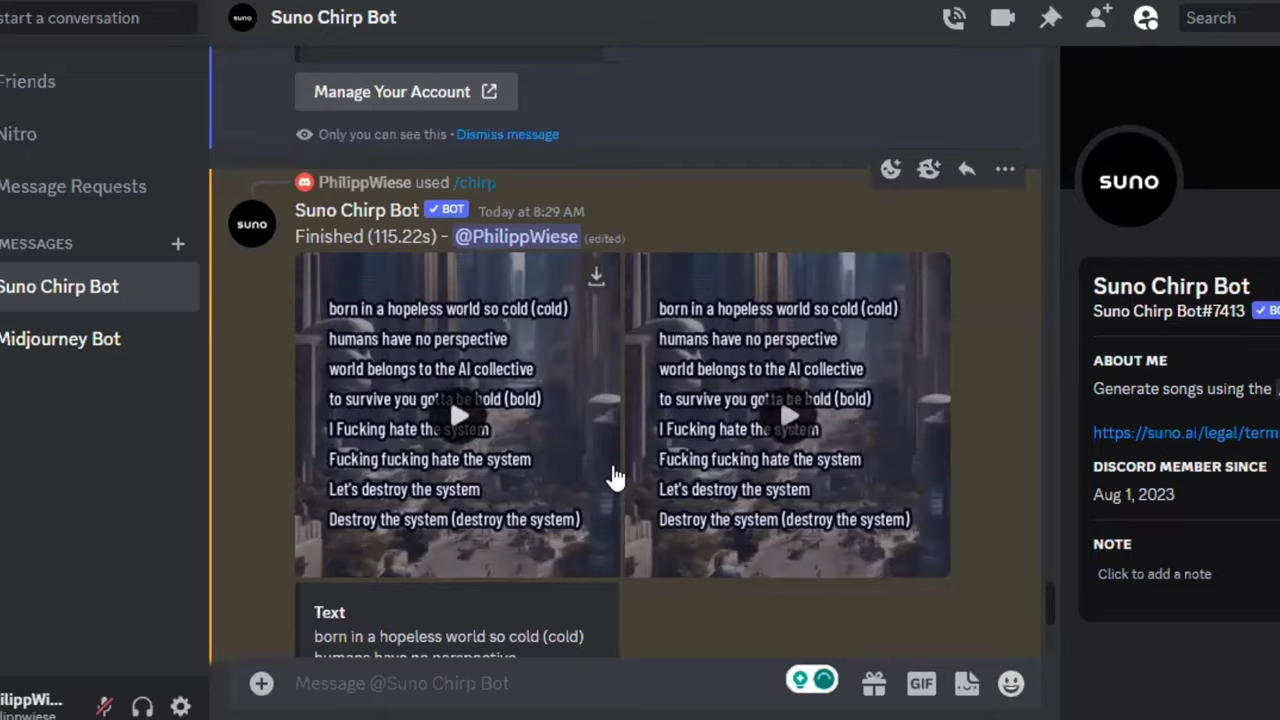 start a conversation
Friends
Nitro
Message Requests
MESSAGES
Suno Chirp Bot
Midjourney Bot
ilippWi...
ilippwiese
suno
Suno Chirp Bot
Search
Manage Your Account
Only you can see this • Dismiss message
PhilippWiese used /chirp
suno
Suno Chirp Bot ✓ BOT Today at 8:29 AM
Finished (115.22s) - @PhilippWiese (edited)
born in a hopeless world so cold (cold)
humans have no perspective
world belongs to the AI collective
to survive you gotta be bold (bold)
I Fucking hate the system
Fucking fucking hate the system
Let's destroy the system
Destroy the system (destroy the system)
born in a hopeless world so cold (cold)
humans have no perspective
world belongs to the AI collective
to survive you gotta be bold (bold)
I Fucking hate the system
Fucking fucking hate the system
Let's destroy the system
Destroy the system (destroy the system)
Text
born in a hopeless world so cold (cold)
humans have no perspective
Message @Suno Chirp Bot
GIF
suno
Suno Chirp Bot
Suno Chirp Bot#7413 ✓ BO
ABOUT ME
Generate songs using the
https://suno.ai/legal/term
DISCORD MEMBER SINCE
Aug 1, 2023
NOTE
Click to add a note